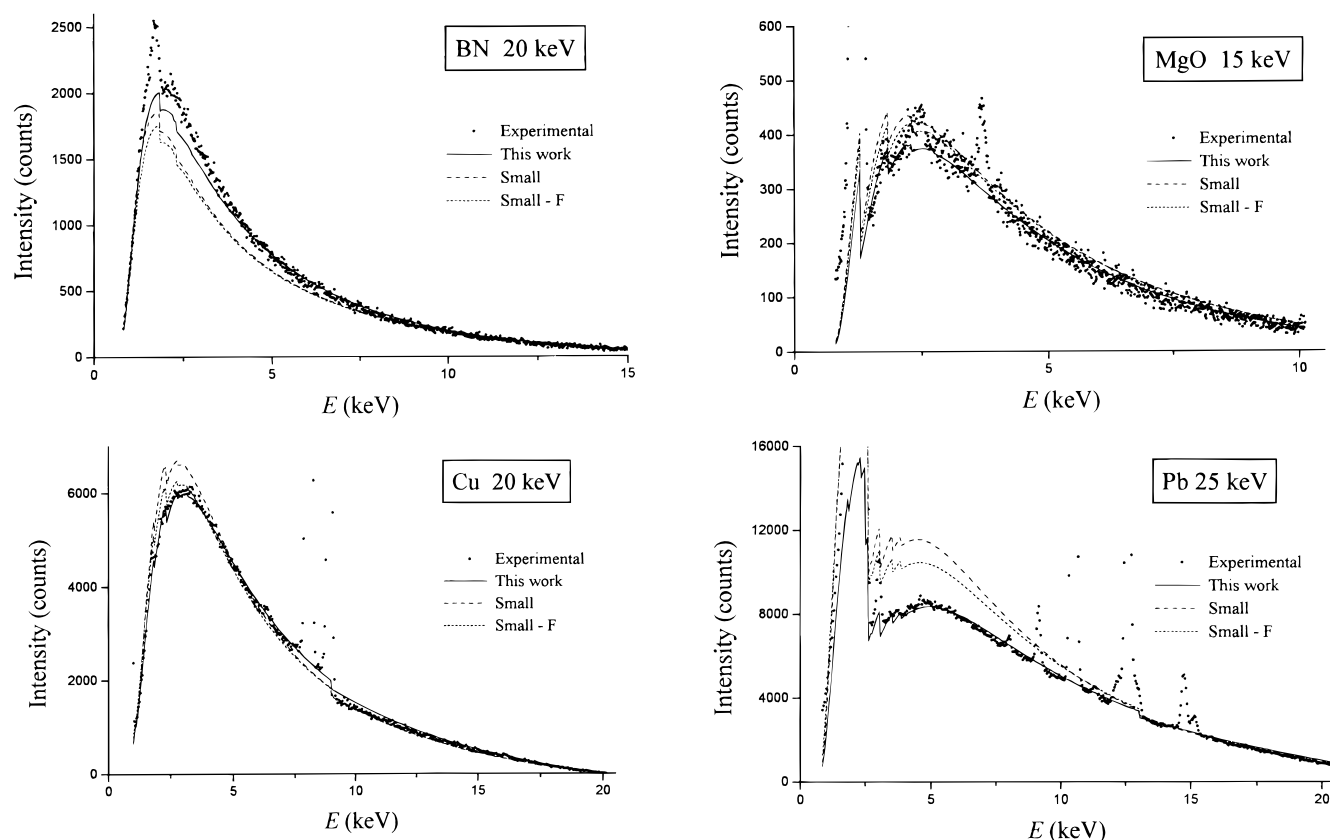 BN 20 keV
Intensity (counts)
2500
2000
1500
1000
500
0
Experimental
This work
Small
Small - F
0
5
10
15
E (keV)
MgO 15 keV
Intensity (counts)
600
500
400
300
200
100
0
Experimental
This work
Small
Small - F
0
5
10
E (keV)
Cu 20 keV
Intensity (counts)
6000
4000
2000
0
Experimental
This work
Small
Small - F
0
5
10
15
20
E (keV)
Pb 25 keV
Intensity (counts)
16000
12000
8000
4000
0
Experimental
This work
Small
Small - F
0
5
10
15
20
E (keV)